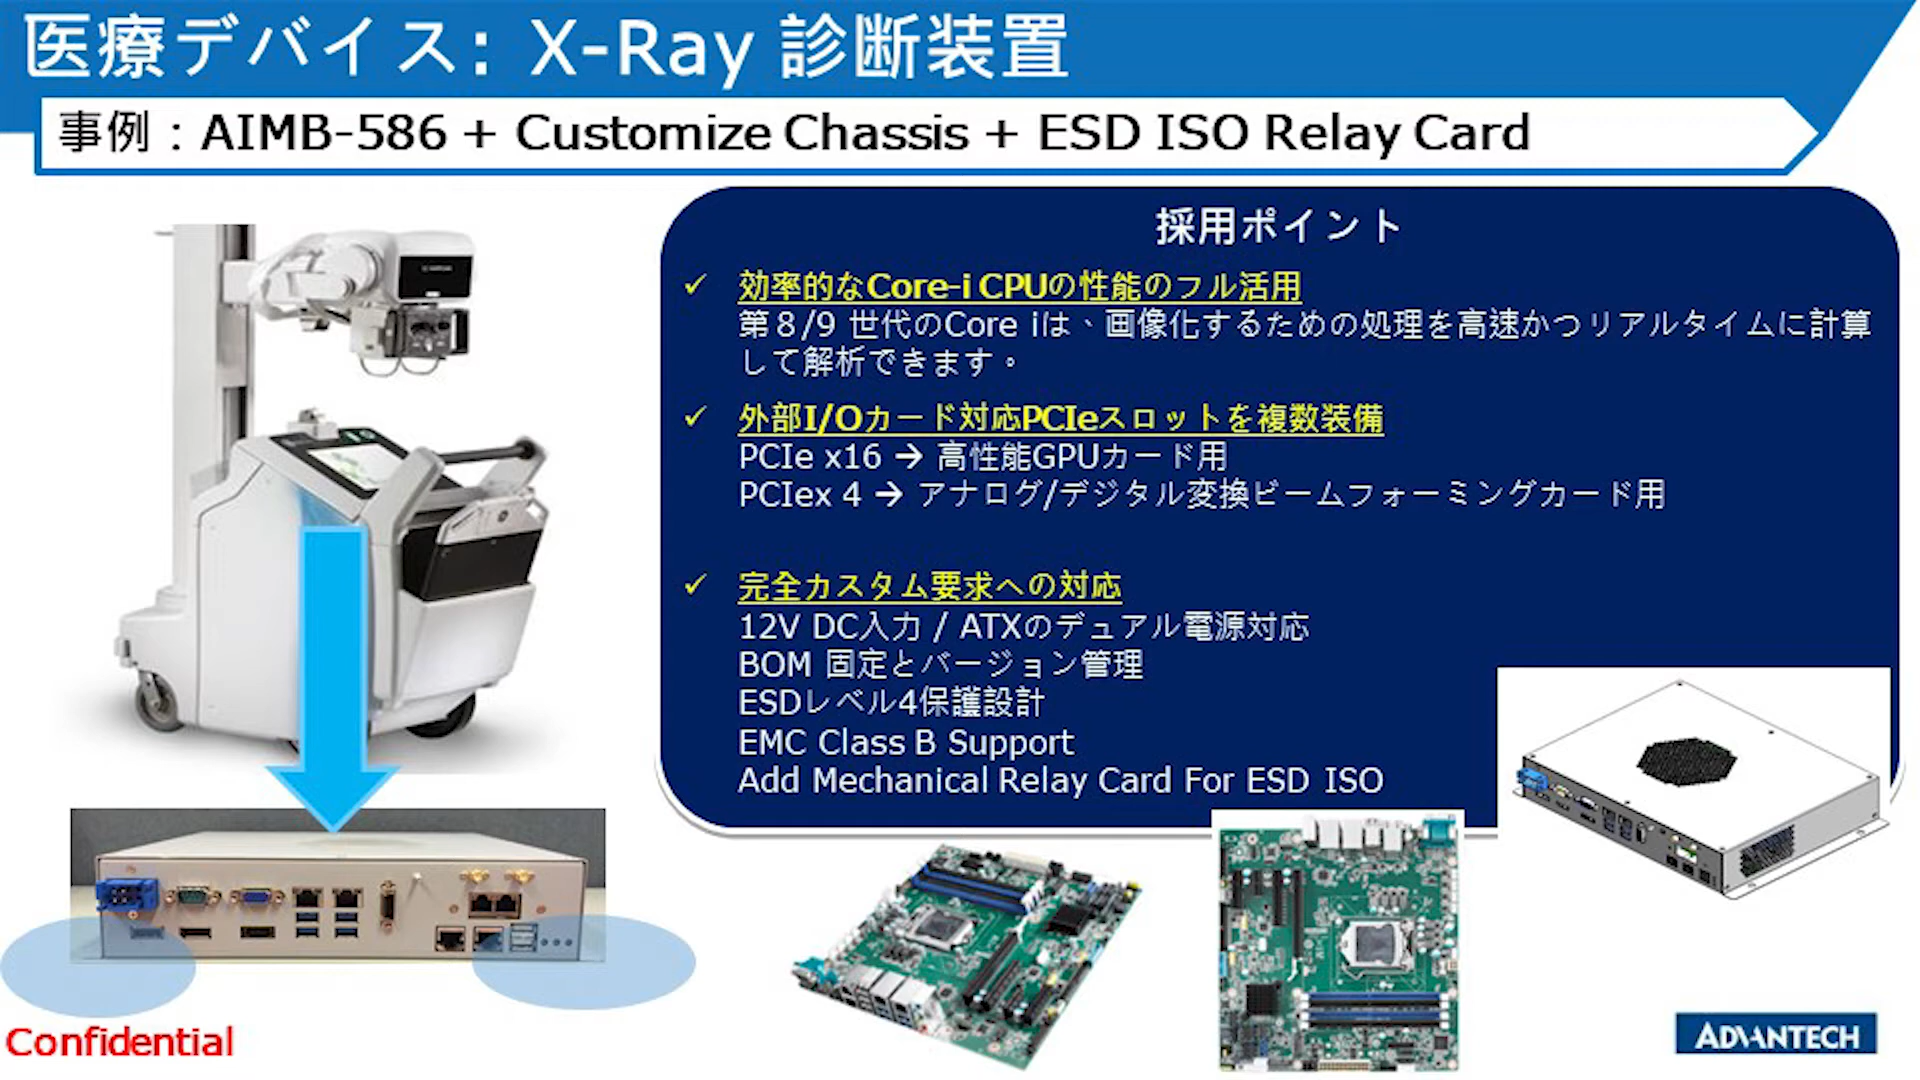 医療デバイス: X-Ray 診断装置
事例：AIMB-586 + Customize Chassis + ESD ISO Relay Card
採用ポイント
✓ 効率的なCore-i CPUの性能のフル活用
第８/9 世代のCore iは、画像化するための処理を高速かつリアルタイムに計算
して解析できます。
✓ 外部I/Oカード対応PCIeスロットを複数装備
PCIe x16 → 高性能GPUカード用
PCIex 4 → アナログ/デジタル変換ビームフォーミングカード用
✓ 完全カスタム要求への対応
12V DC入力 / ATXのデュアル電源対応
BOM 固定とバージョン管理
ESDレベル4保護設計
EMC Class B Support
Add Mechanical Relay Card For ESD ISO
Confidential
ADVANTECH